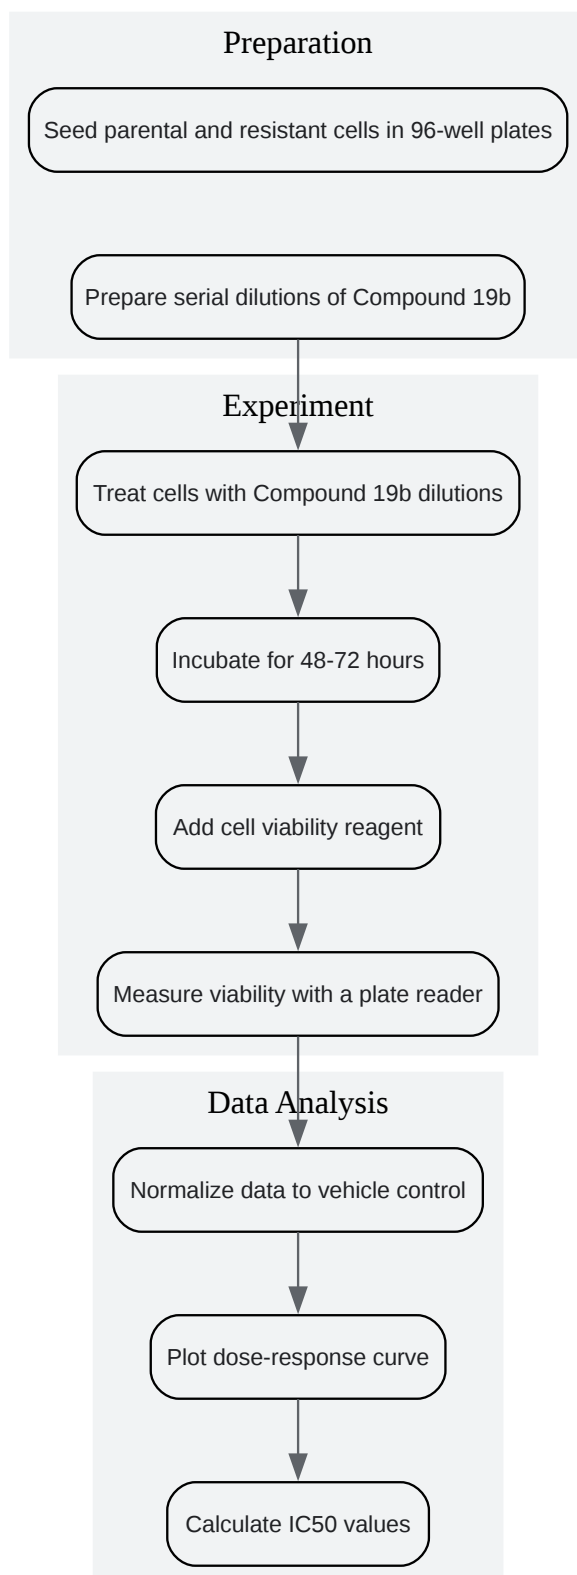 Preparation
Seed parental and resistant cells in 96-well plates
Prepare serial dilutions of Compound 19b
Experiment
Treat cells with Compound 19b dilutions
Incubate for 48-72 hours
Add cell viability reagent
Measure viability with a plate reader
Data Analysis
Normalize data to vehicle control
Plot dose-response curve
Calculate IC50 values